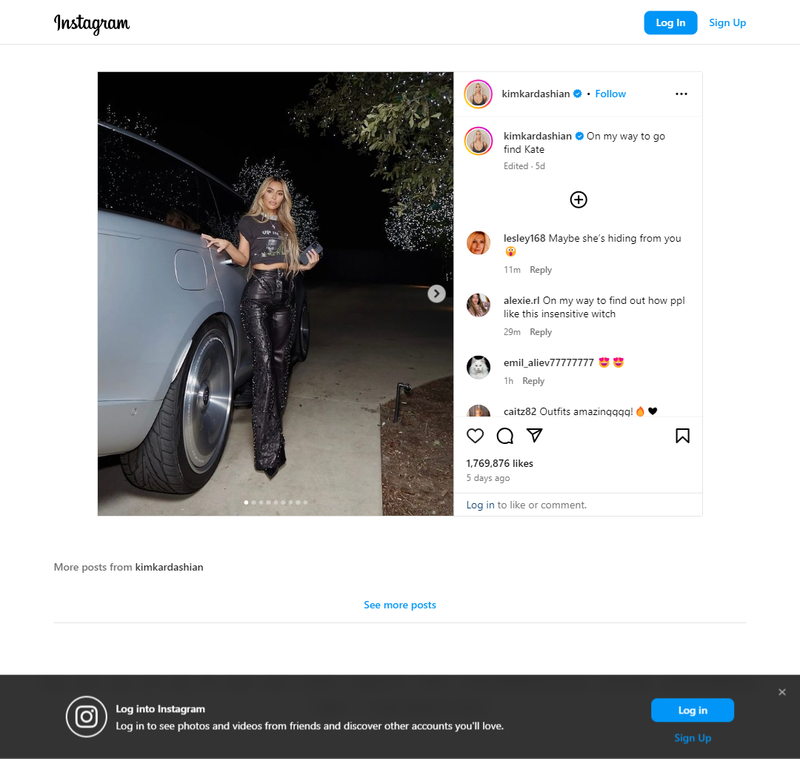 Instagram
Log In
Sign Up
kimkardashian • Follow
kimkardashian On my way to go
find Kate
Edited · 5d
lesley168 Maybe she's hiding from you
😱
11m Reply
alexie.rl On my way to find out how ppl
like this insensitive witch
29m Reply
emil_aliev77777777 😍 😍
1h Reply
caitz82 Outfits amazingggg!🔥 🖤
1,769,876 likes
5 days ago
Log in to like or comment.
More posts from kimkardashian
See more posts
Log into Instagram
Log in to see photos and videos from friends and discover other accounts you'll love.
Log in
Sign Up